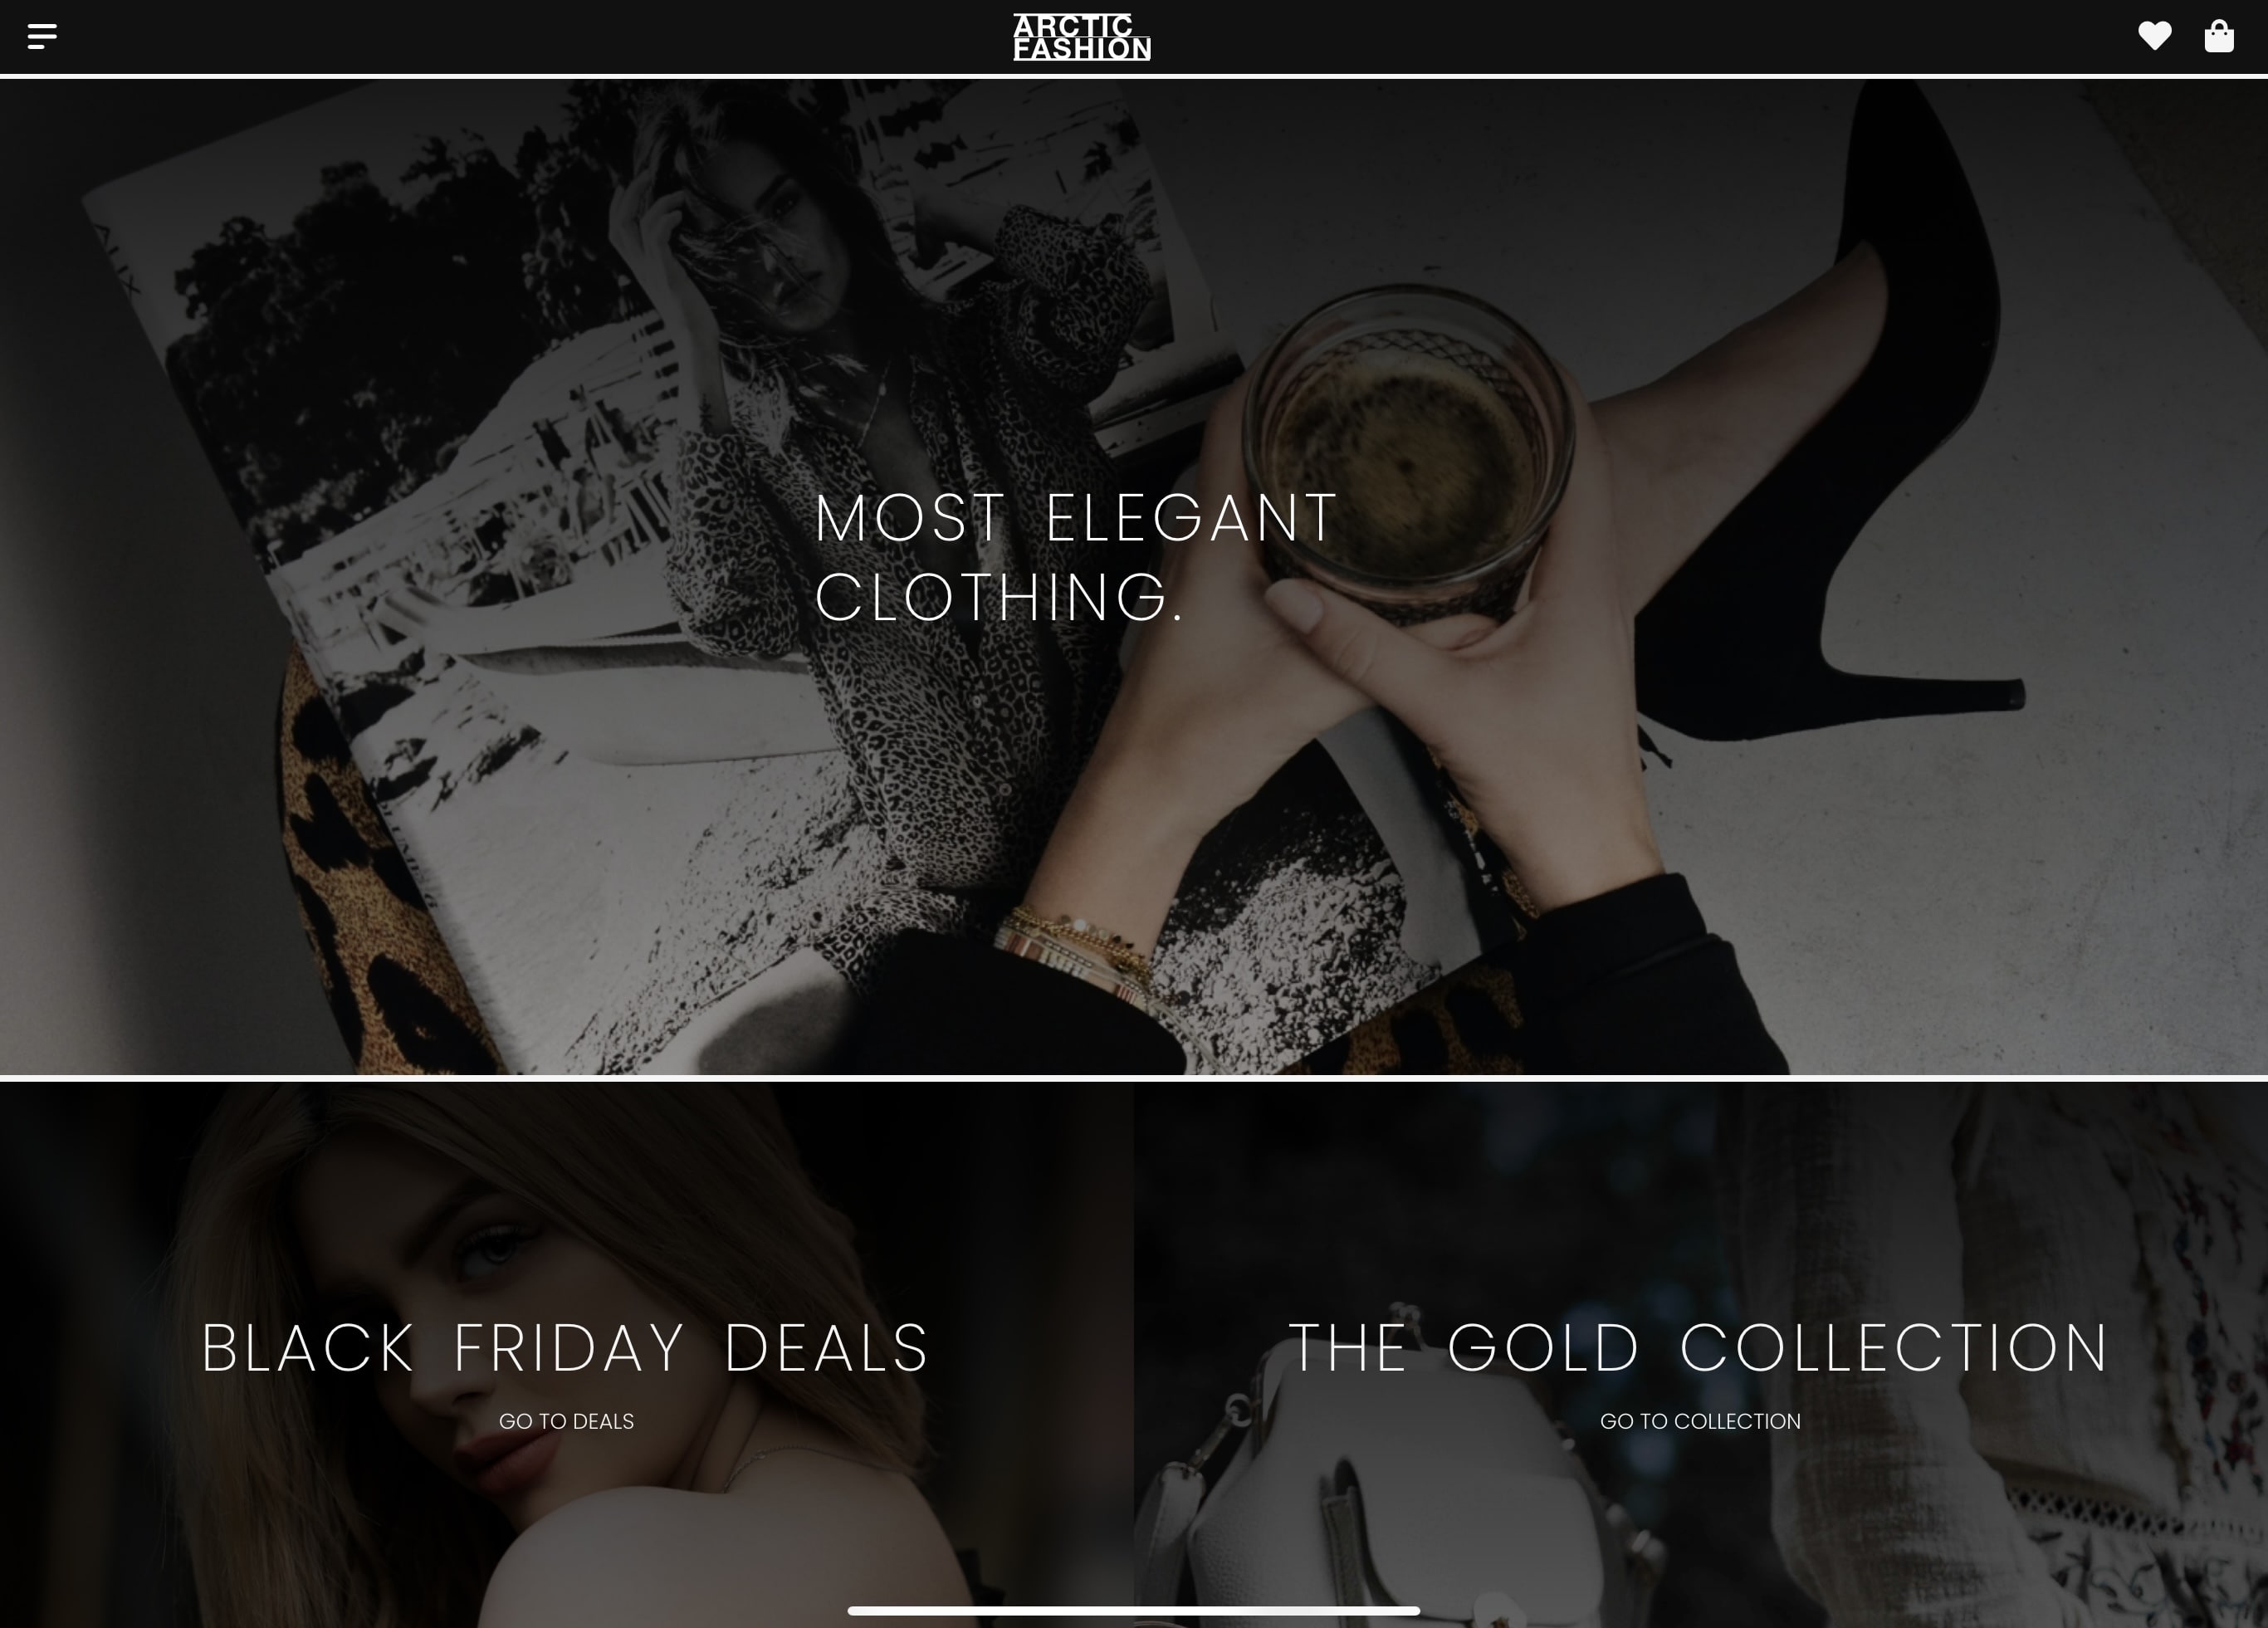 ARCTIC
FASHION
MOST ELEGANT
CLOTHING.
BLACK FRIDAY DEALS
THE GOLD COLLECTION
GO TO DEALS
GO TO COLLECTION